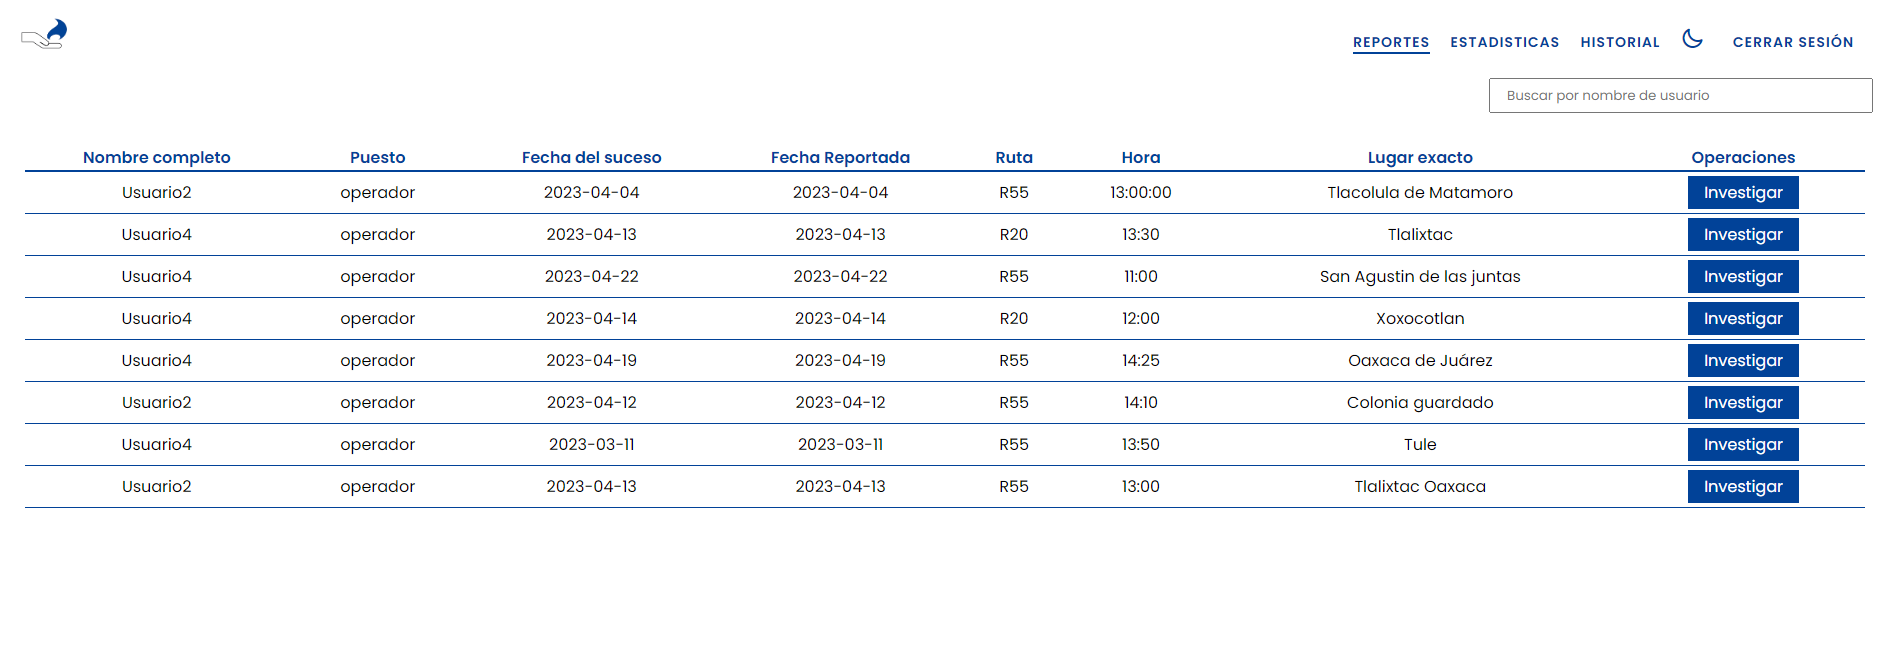 REPORTES ESTADISTICAS HISTORIAL CERRAR SESIÓN
Buscar por nombre de usuario
Nombre completo Puesto Fecha del suceso Fecha Reportada Ruta Hora Lugar exacto Operaciones
Usuario2 operador 2023-04-04 2023-04-04 R55 13:00:00 Tlacolula de Matamoro Investigar
Usuario4 operador 2023-04-13 2023-04-13 R20 13:30 Tlalixtac Investigar
Usuario4 operador 2023-04-22 2023-04-22 R55 11:00 San Agustin de las juntas Investigar
Usuario4 operador 2023-04-14 2023-04-14 R20 12:00 Xoxocotlan Investigar
Usuario4 operador 2023-04-19 2023-04-19 R55 14:25 Oaxaca de Juárez Investigar
Usuario2 operador 2023-04-12 2023-04-12 R55 14:10 Colonia guardado Investigar
Usuario4 operador 2023-03-11 2023-03-11 R55 13:50 Tule Investigar
Usuario2 operador 2023-04-13 2023-04-13 R55 13:00 Tlalixtac Oaxaca Investigar